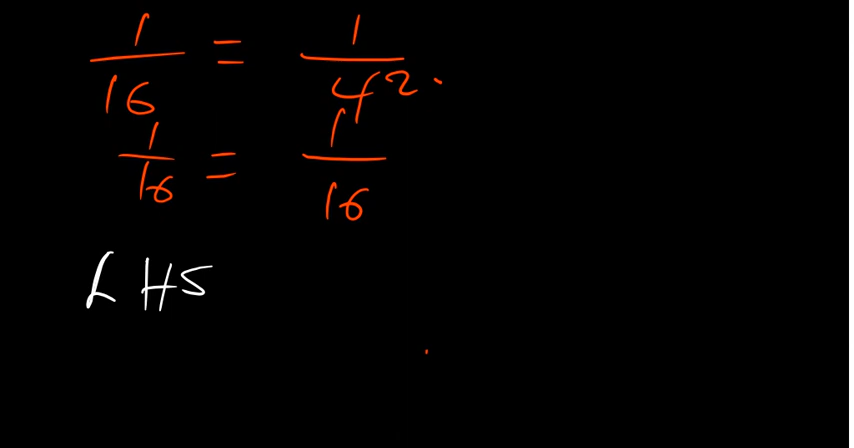 1/16 = 1/4².
1/16 = 1/16
LHS